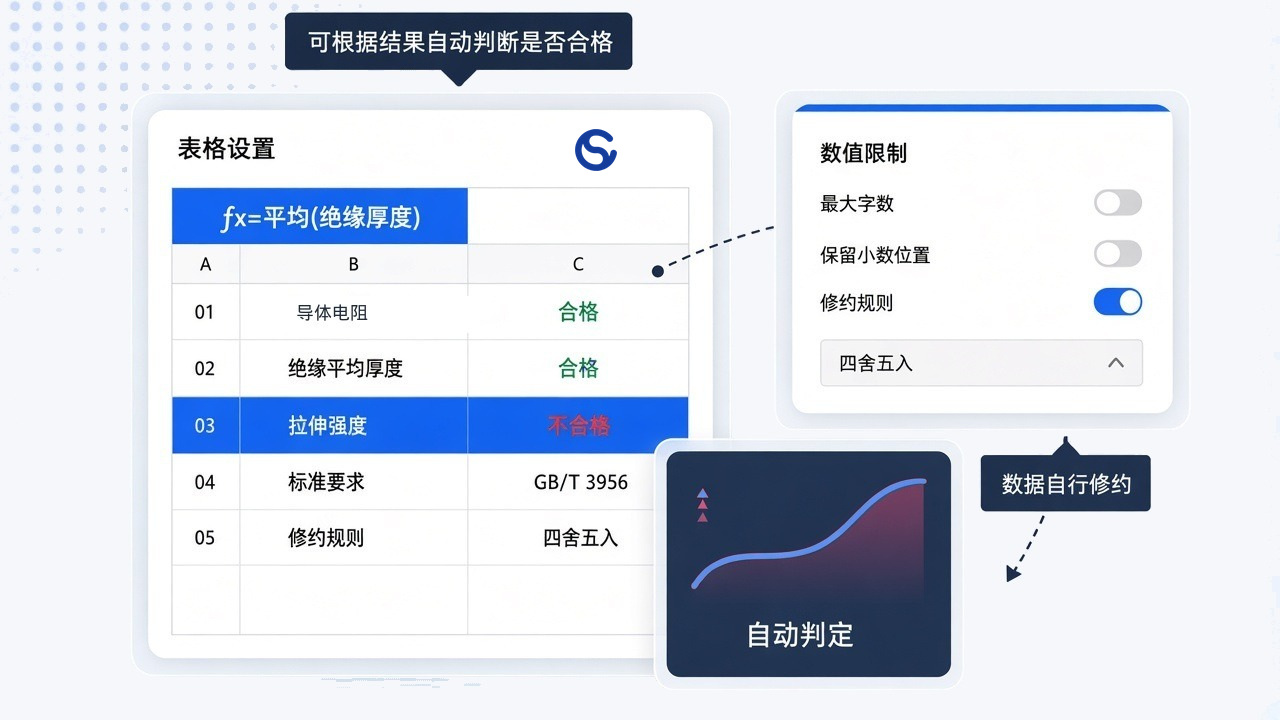 可根据结果自动判断是否合格
表格设置
ƒx=平均(绝缘厚度)
A B C
01 导体电阻 合格
02 绝缘平均厚度 合格
03 拉伸强度 不合格
04 标准要求 GB/T 3956
05 修约规则 四舍五入
数值限制
最大字数
保留小数位置
修约规则
四舍五入
数据自行修约
自动判定